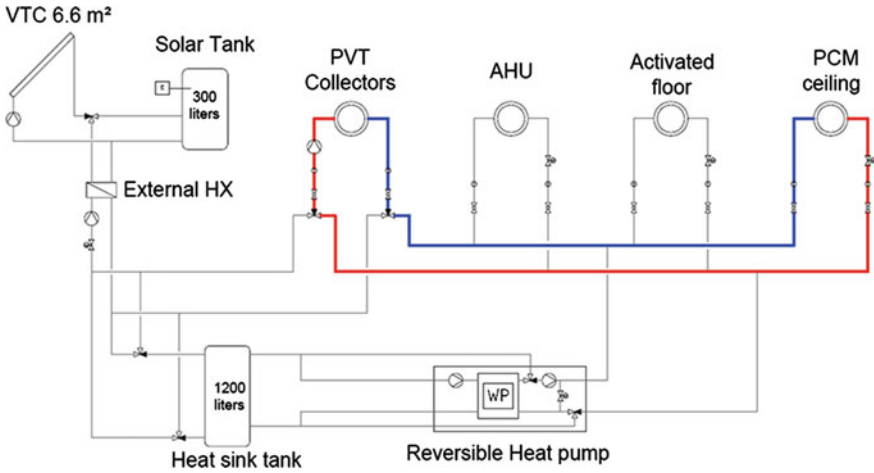 VTC 6.6 m²
Solar Tank
E
300
liters
PVT
Collectors
AHU
Activated
floor
PCM
ceiling
External HX
1200
liters
WP
Heat sink tank
Reversible Heat pump